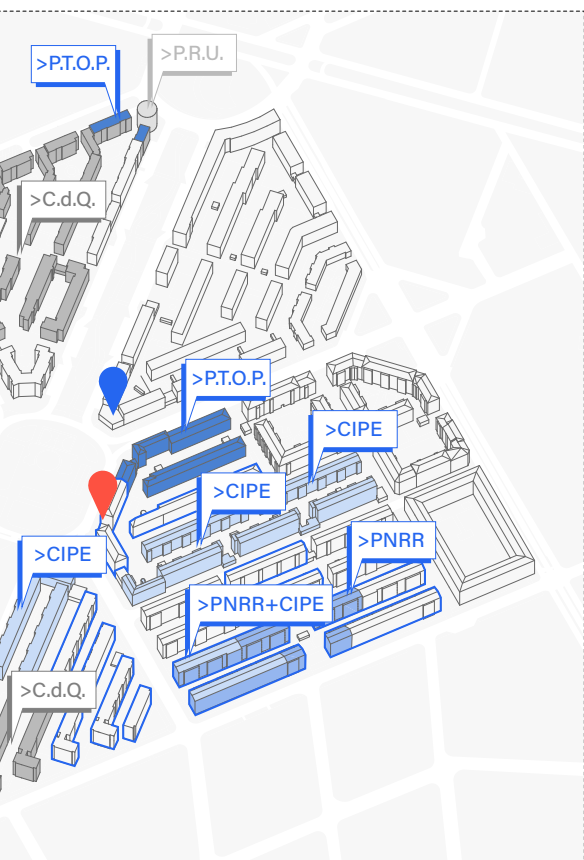 >P.R.U.
>P.T.O.P.
>C.d.Q.
>P.T.O.P.
>CIPE
>CIPE
>PNRR
>CIPE
>PNRR+CIPE
>C.d.Q.